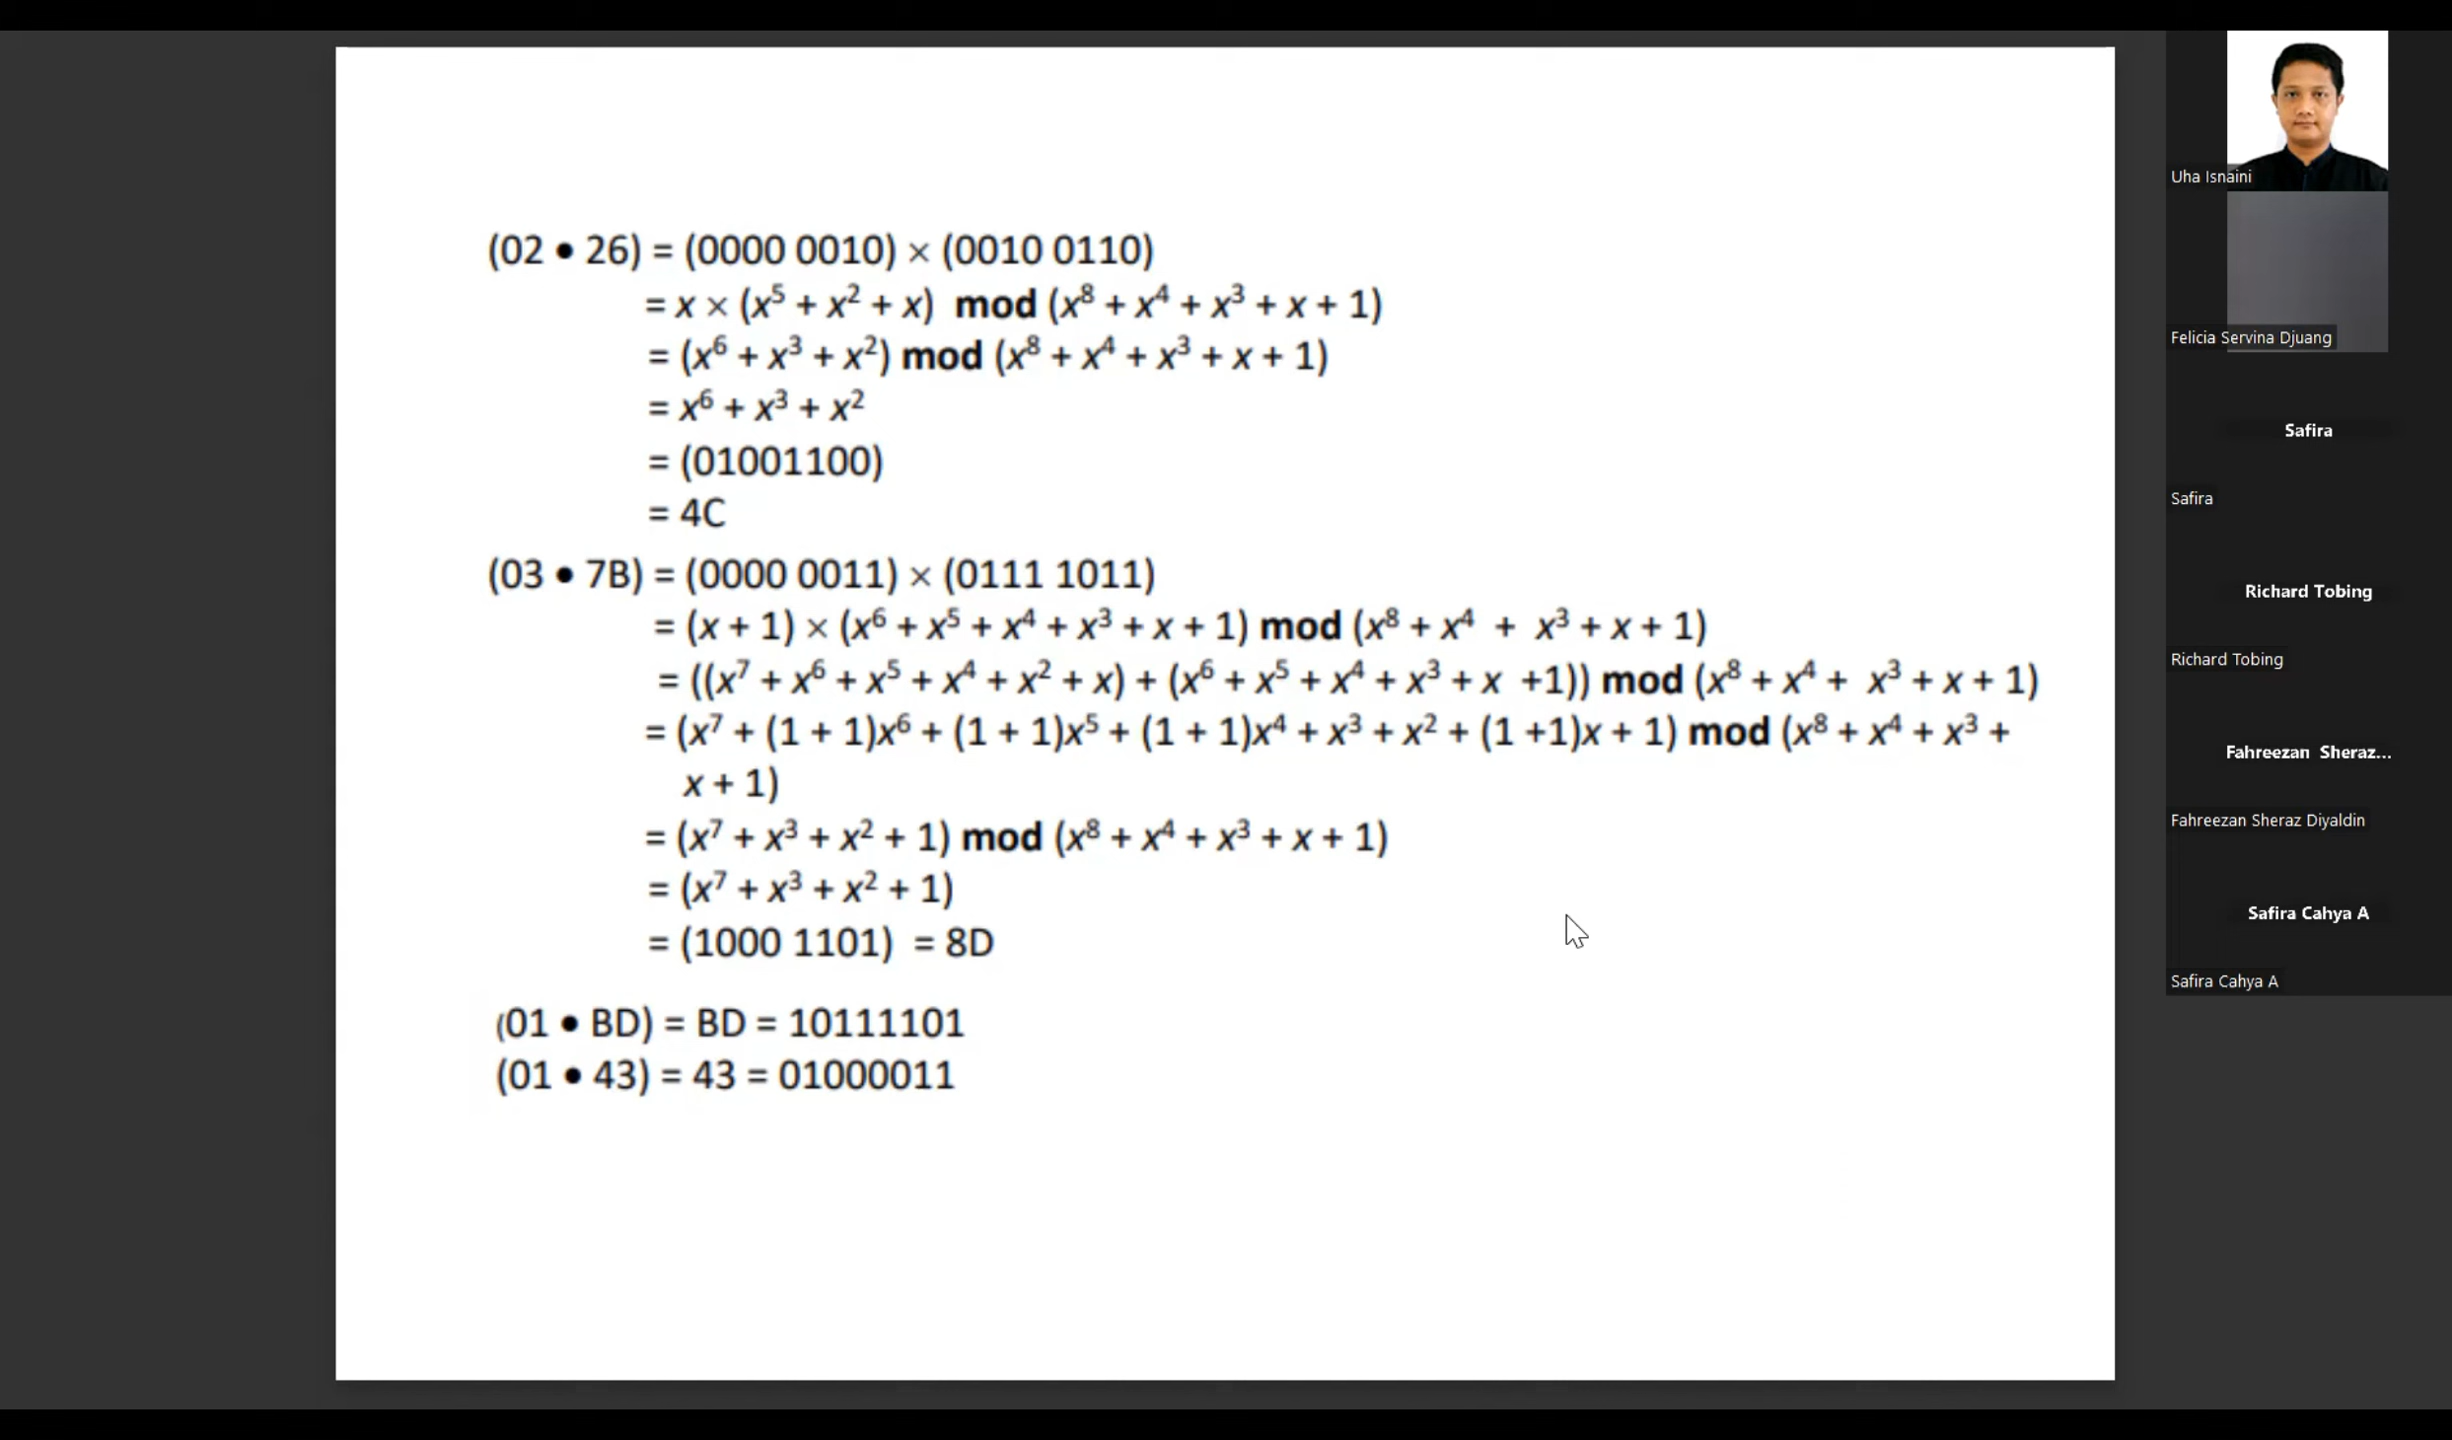 (02 • 26) = (0000 0010) × (0010 0110)
= x × (x⁵ + x² + x) mod (x⁸ + x⁴ + x³ + x + 1)
= (x⁶ + x³ + x²) mod (x⁸ + x⁴ + x³ + x + 1)
= x⁶ + x³ + x²
= (01001100)
= 4C
(03 • 7B) = (0000 0011) × (0111 1011)
= (x + 1) × (x⁶ + x⁵ + x⁴ + x³ + x + 1) mod (x⁸ + x⁴ + x³ + x + 1)
= ((x⁷ + x⁶ + x⁵ + x⁴ + x² + x) + (x⁶ + x⁵ + x⁴ + x³ + x +1)) mod (x⁸ + x⁴ + x³ + x + 1)
= (x⁷ + (1 + 1)x⁶ + (1 + 1)x⁵ + (1 + 1)x⁴ + x³ + x² + (1 +1)x + 1) mod (x⁸ + x⁴ + x³ +
x + 1)
= (x⁷ + x³ + x² + 1) mod (x⁸ + x⁴ + x³ + x + 1)
= (x⁷ + x³ + x² + 1)
= (1000 1101) = 8D
(01 • BD) = BD = 10111101
(01 • 43) = 43 = 01000011
Uha Isnaini
Felicia Servina Djuang
Safira
Safira
Richard Tobing
Richard Tobing
Fahreezan Sheraz...
Fahreezan Sheraz Diyaldin
Safira Cahya A
Safira Cahya A